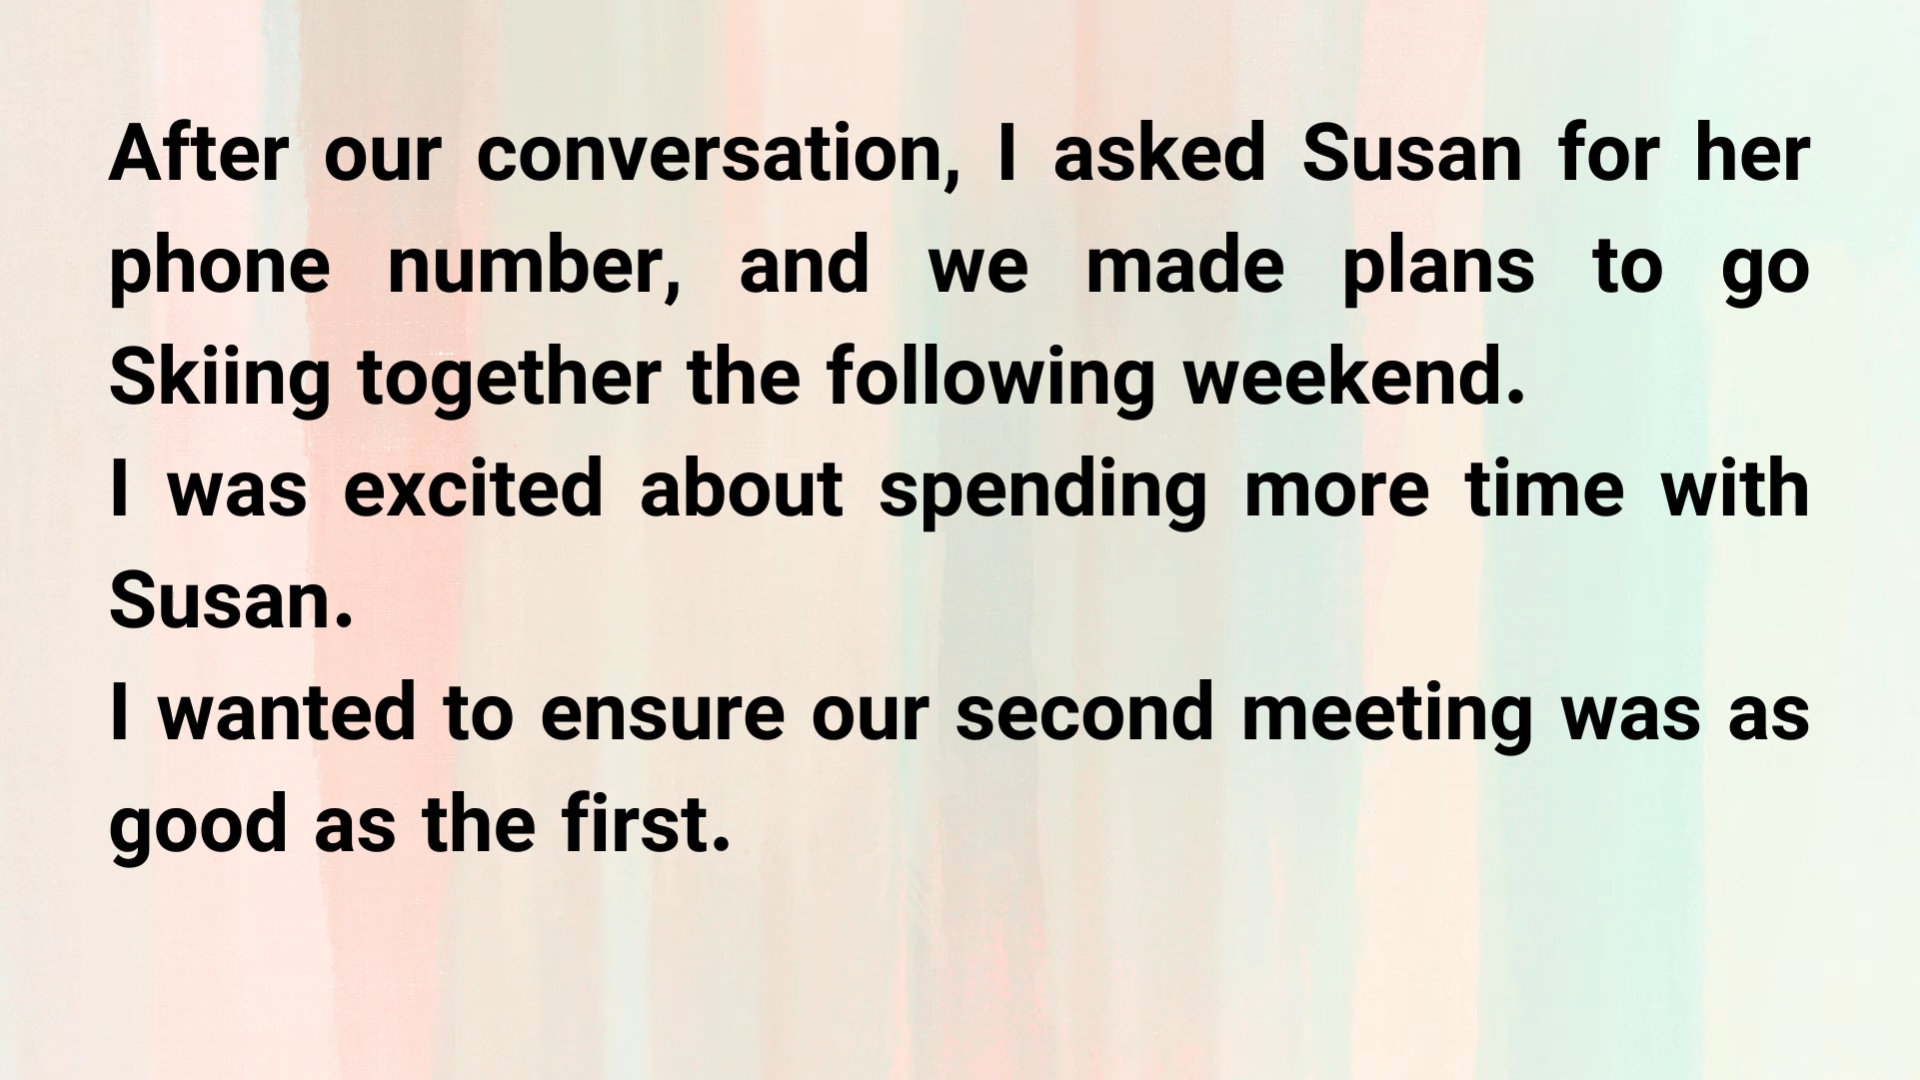 After our conversation, I asked Susan for her
phone number, and we made plans to go
Skiing together the following weekend.
I was excited about spending more time with
Susan.
I wanted to ensure our second meeting was as
good as the first.